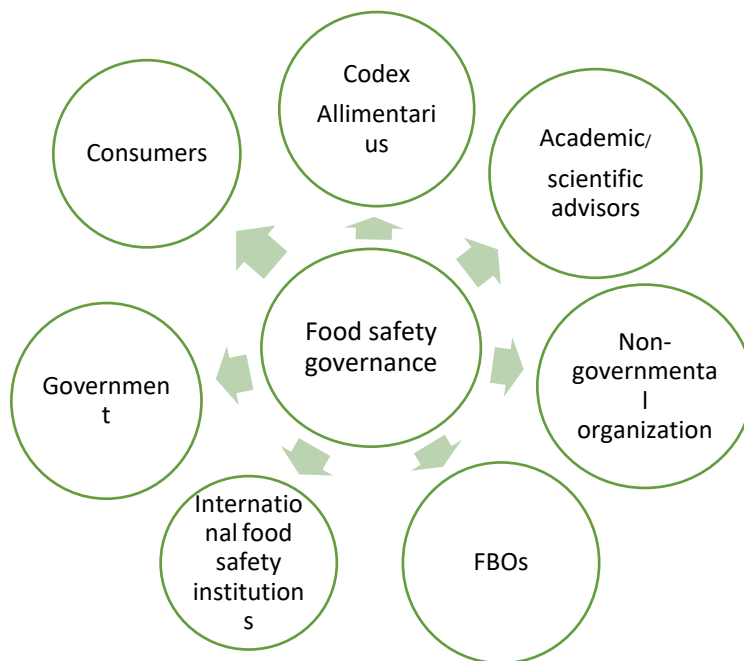 Codex
Allimentari
us
Academic/
scientific
advisors
Non-
governmenta
l
organization
FBOs
Internatio
nal food
safety
institution
s
Governmen
t
Consumers
Food safety
governance